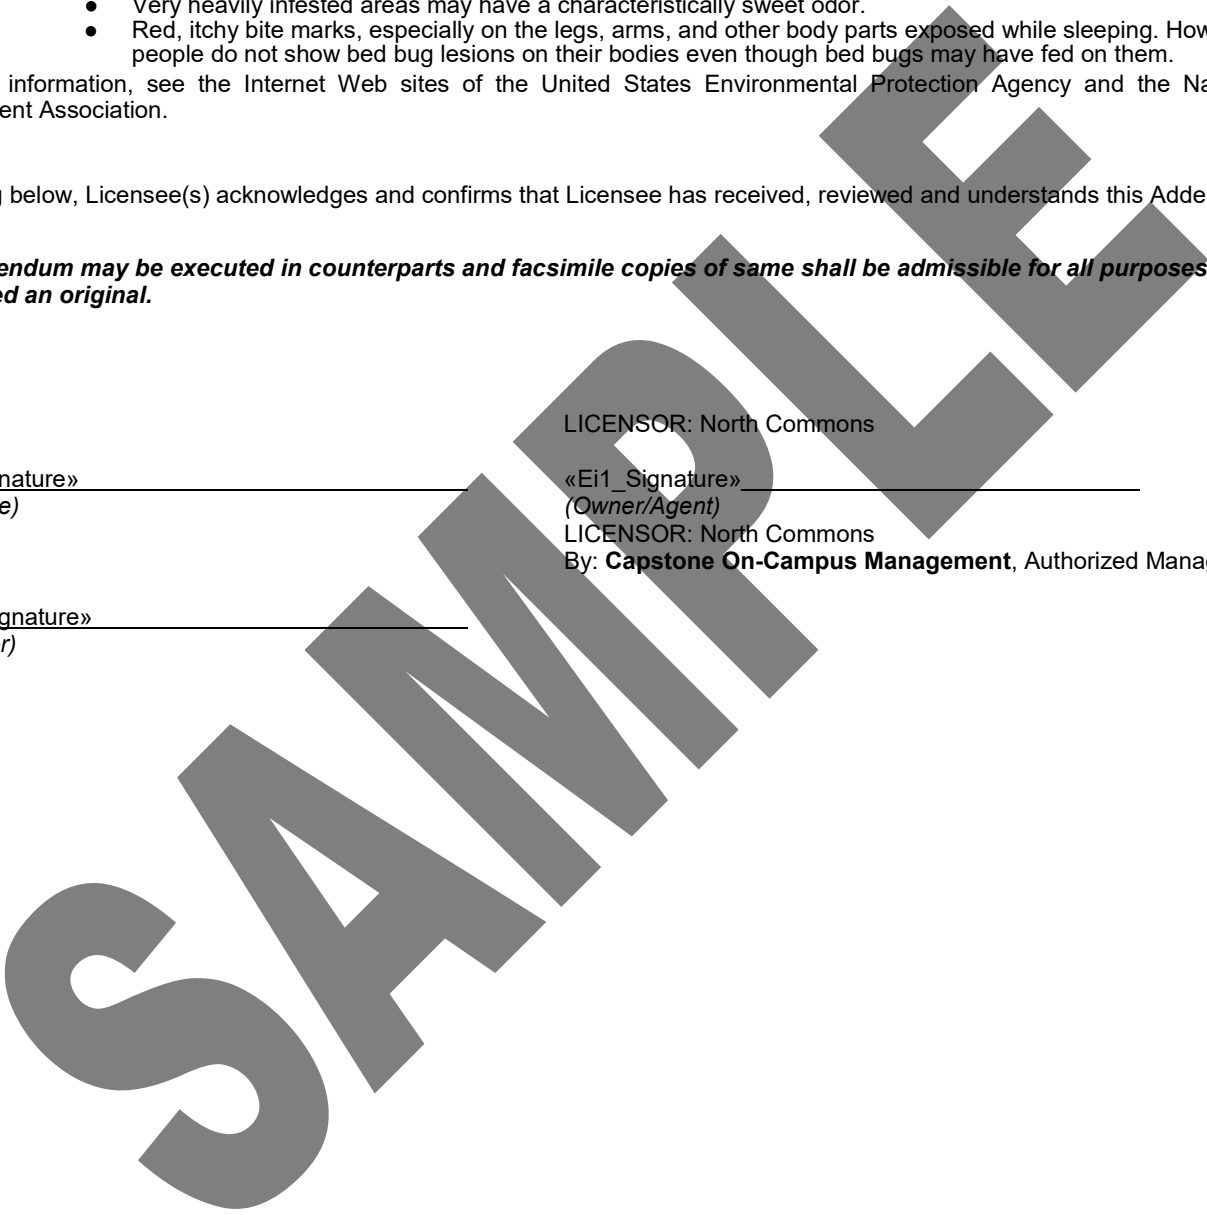 ● Very heavily infested areas may have a characteristically sweet odor.
● Red, itchy bite marks, especially on the legs, arms, and other body parts exposed while sleeping. How
people do not show bed bug lesions on their bodies even though bed bugs may have fed on them.
information, see the Internet Web sites of the United States Environmental Protection Agency and the Na
ent Association.
g below, Licensee(s) acknowledges and confirms that Licensee has received, reviewed and understands this Adde
endum may be executed in counterparts and facsimile copies of same shall be admissible for all purposes
ed an original.
LICENSOR: North Commons
nature» «Ei1_Signature»
e) (Owner/Agent)
LICENSOR: North Commons
By: Capstone On-Campus Management, Authorized Mana
gnature»
r)
SAMPLE